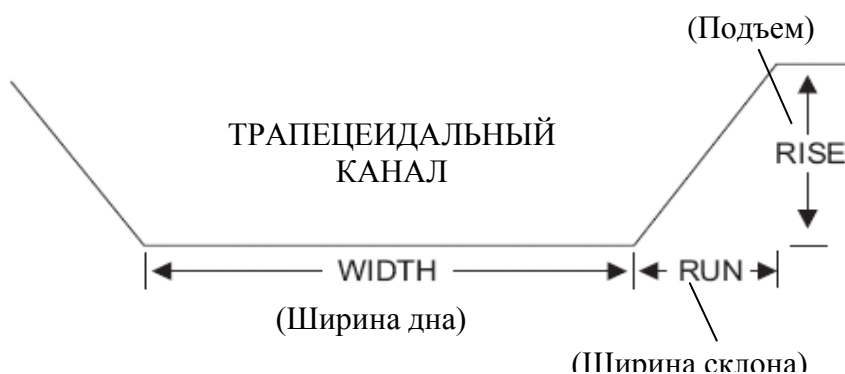 (Подъем)
ТРАПЕЦЕИДАЛЬНЫЙ
КАНАЛ
RISE
WIDTH
RUN
(Ширина дна)
(Ширина склона)